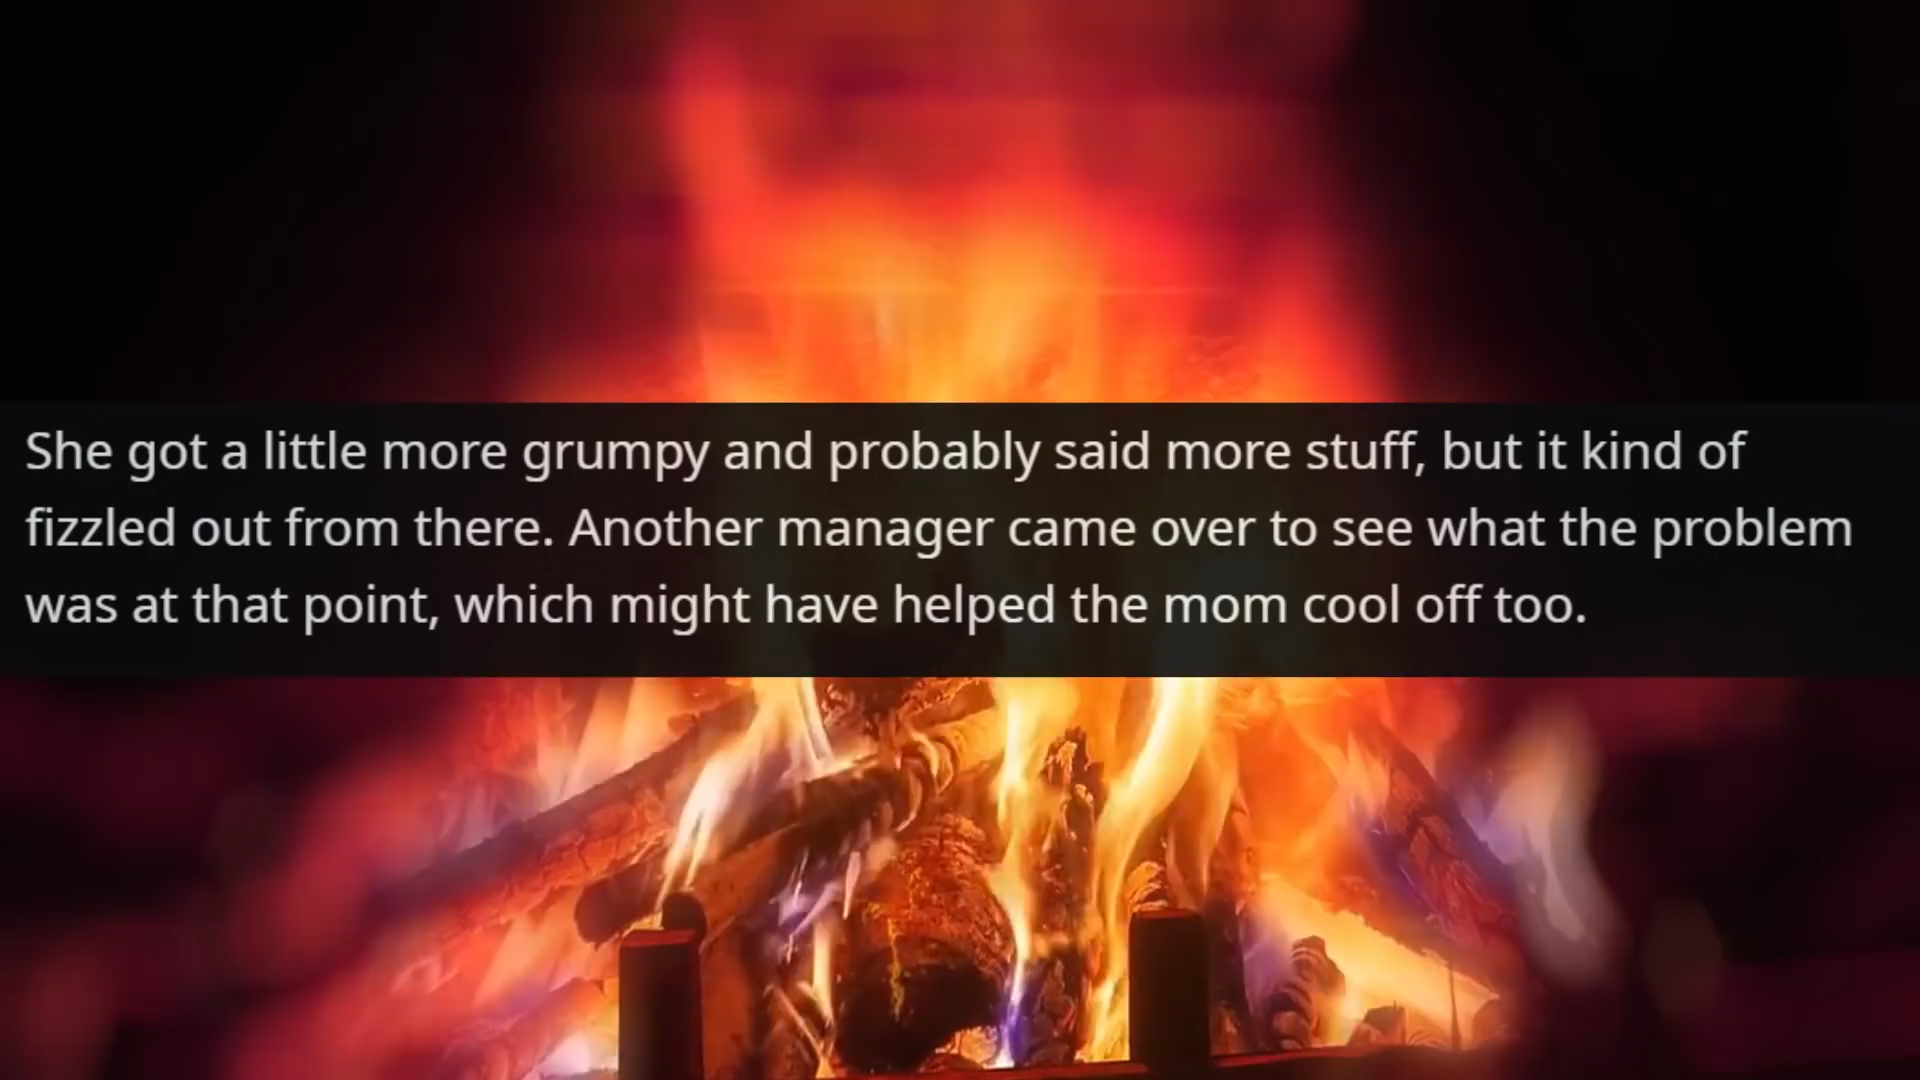 She got a little more grumpy and probably said more stuff, but it kind of
fizzled out from there. Another manager came over to see what the problem
was at that point, which might have helped the mom cool off too.